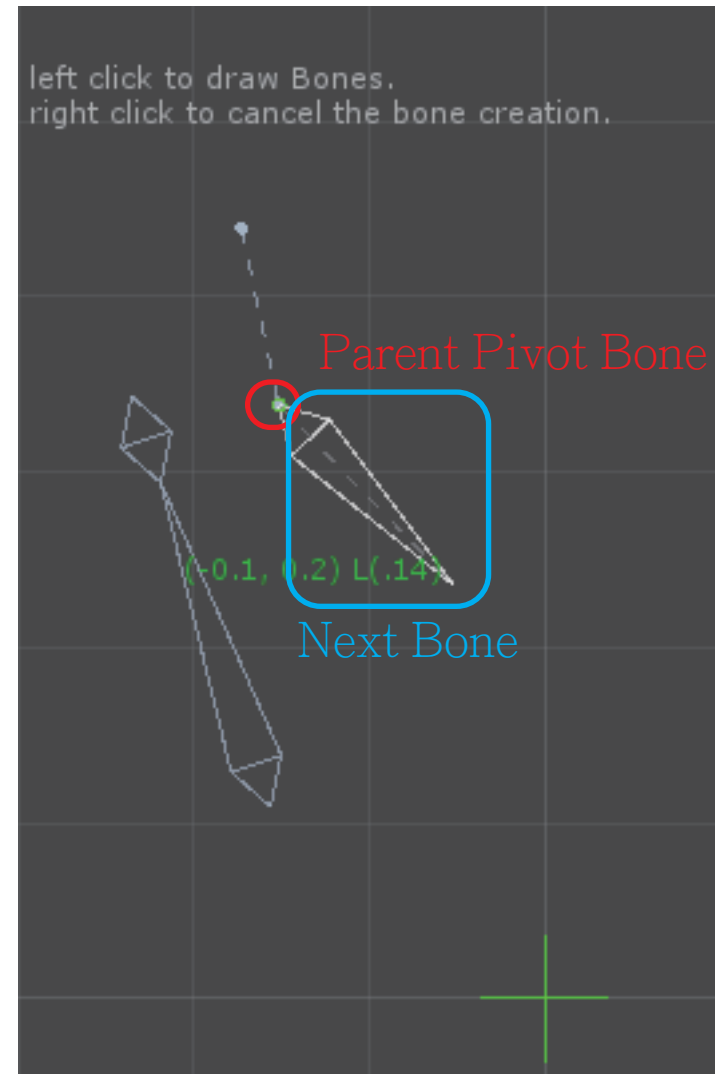 left click to draw Bones.
right click to cancel the bone creation.
Parent Pivot Bone
(-0.1, 0.2) L(.14)
Next Bone